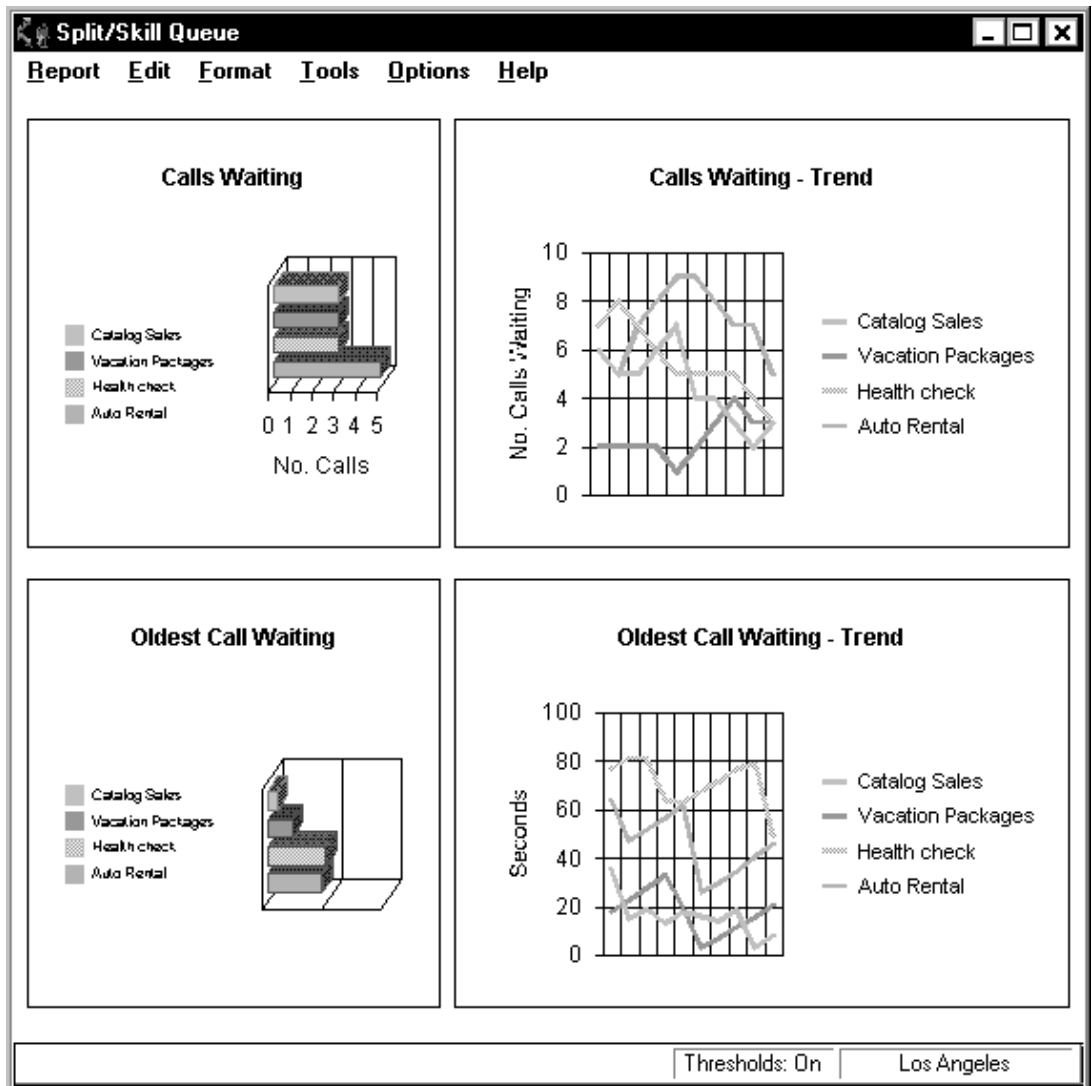 Split/Skill Queue
Report Edit Format Tools Options Help
Calls Waiting
Catalog Sales
Vacation Packages
Health check
Auto Rental
0 1 2 3 4 5
No. Calls
Calls Waiting - Trend
No. Calls Waiting
10
8
6
4
2
0
Catalog Sales
Vacation Packages
Health check
Auto Rental
Oldest Call Waiting
Catalog Sales
Vacation Packages
Health check
Auto Rental
Oldest Call Waiting - Trend
Seconds
100
80
60
40
20
0
Catalog Sales
Vacation Packages
Health check
Auto Rental
Thresholds: On
Los Angeles